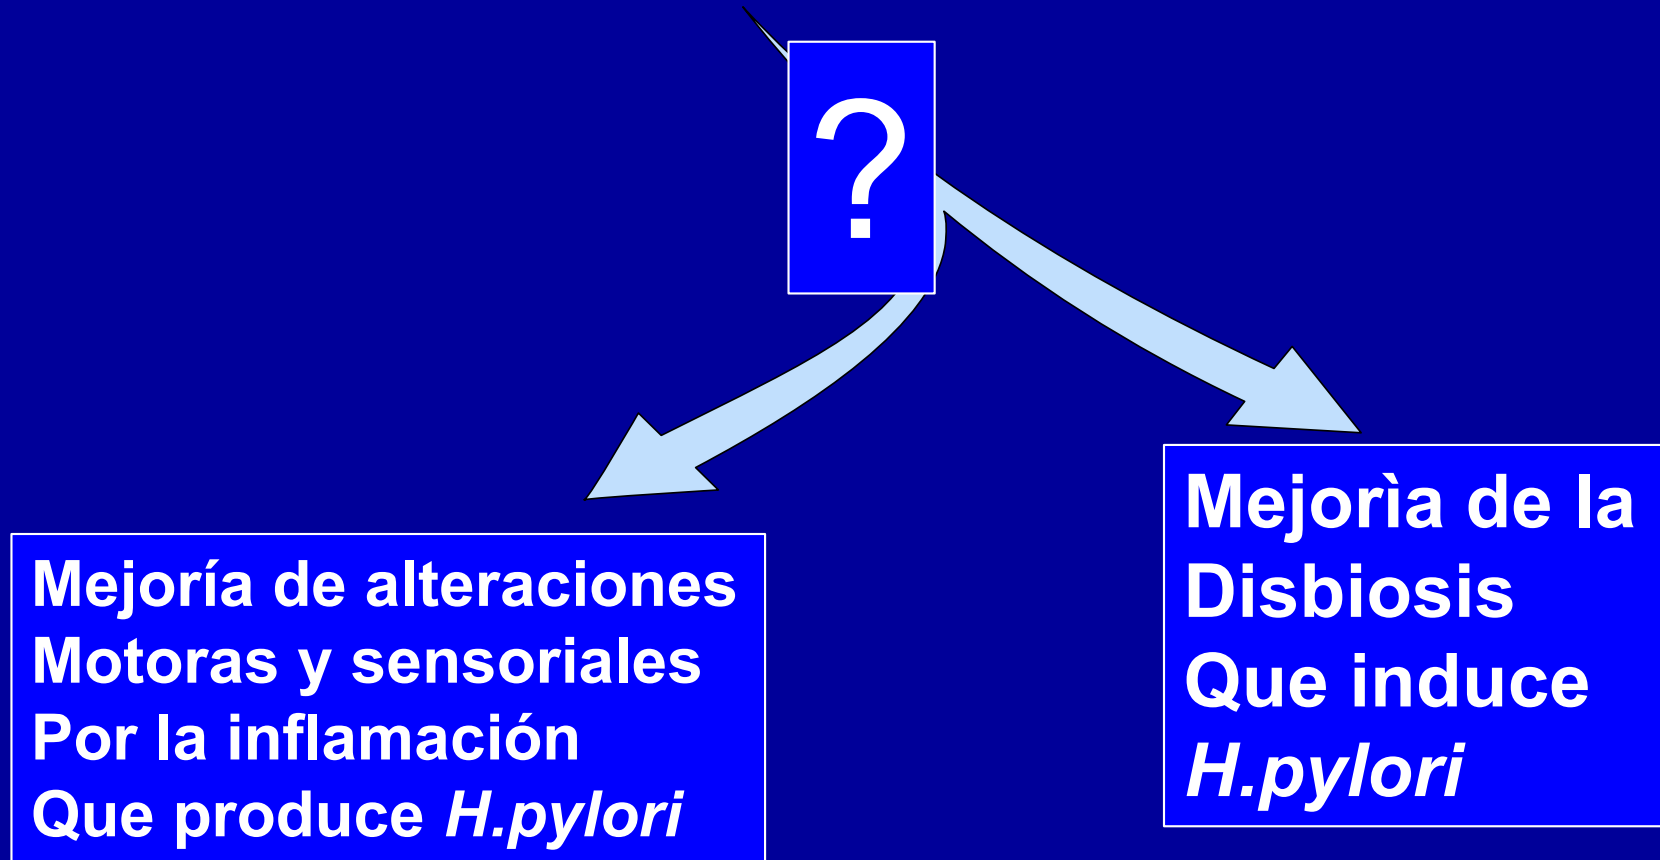 ?
Mejoría de alteraciones
Motoras y sensoriales
Por la inflamación
Que produce H.pylori
Mejorìa de la
Disbiosis
Que induce
H.pylori